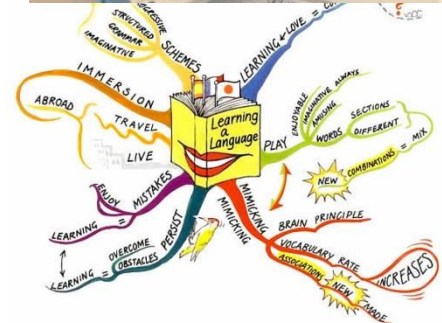 Learning
a
Language
SCHEMES
STRUCTURED
GRAMMAR
IMAGINATIVE
LEARNING & LOVE =
IMMERSION
ABROAD
TRAVEL
LIVE
PLAY
ENJOYABLE
IMAGINATIVE ALWAYS
AMUSING
WORDS
SECTIONS
DIFFERENT
NEW
COMBINATIONS = MIX
MISTAKES
ENJOY
LEARNING =
PERSIST
OVERCOME
OBSTACLES
LEARNING =
MIMICKING
MIMICKING
BRAIN PRINCIPLE
VOCABULARY RATE
INCREASES
ASSOCIATIONS
NEW
MADE